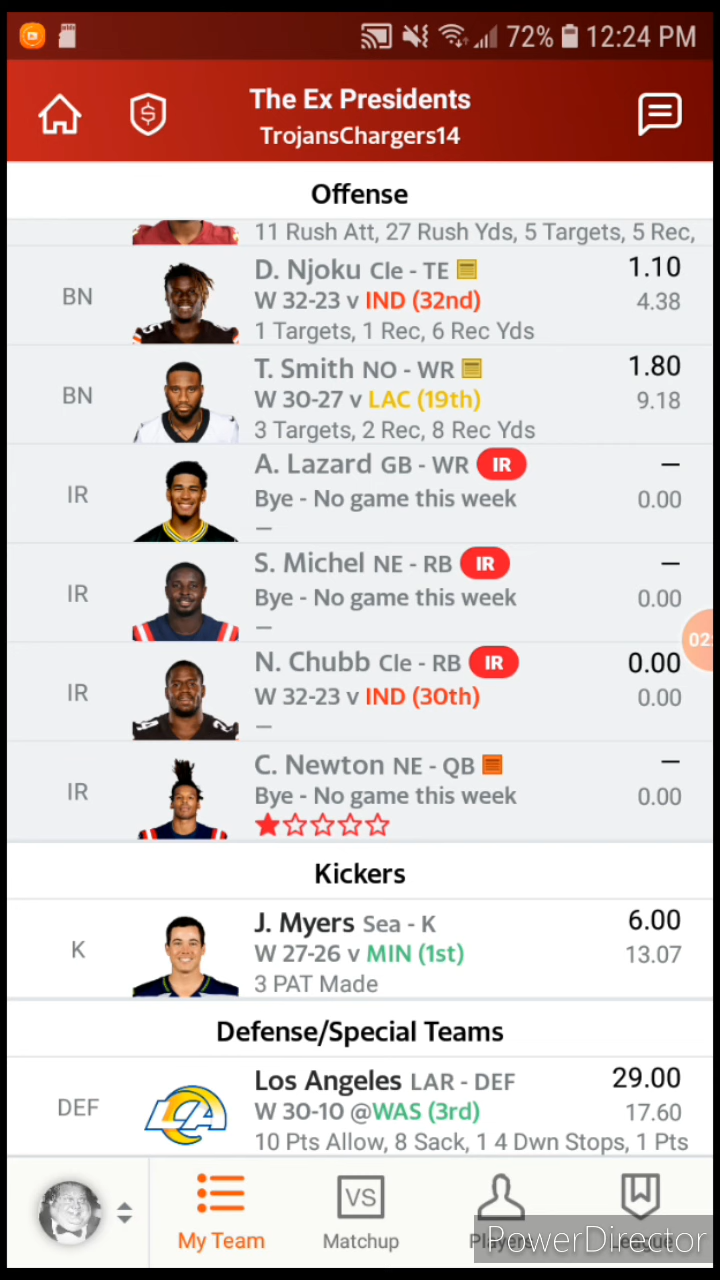 72% 12:24 PM
The Ex Presidents
TrojansChargers14
Offense
11 Rush Att, 27 Rush Yds, 5 Targets, 5 Rec,
BN
D. Njoku Cle - TE
1.10
W 32-23 v IND (32nd)
4.38
1 Targets, 1 Rec, 6 Rec Yds
BN
T. Smith NO - WR
1.80
W 30-27 v LAC (19th)
9.18
3 Targets, 2 Rec, 8 Rec Yds
IR
A. Lazard GB - WR IR
–
Bye - No game this week
0.00
–
IR
S. Michel NE - RB IR
–
Bye - No game this week
0.00
–
IR
N. Chubb Cle - RB IR
0.00
W 32-23 v IND (30th)
0.00
–
IR
C. Newton NE - QB
–
Bye - No game this week
0.00
Kickers
K
J. Myers Sea - K
6.00
W 27-26 v MIN (1st)
13.07
3 PAT Made
Defense/Special Teams
DEF
Los Angeles LAR - DEF
29.00
W 30-10 @WAS (3rd)
17.60
10 Pts Allow, 8 Sack, 1 4 Dwn Stops, 1 Pts
My Team
VS
Matchup
Players
League
PowerDirector